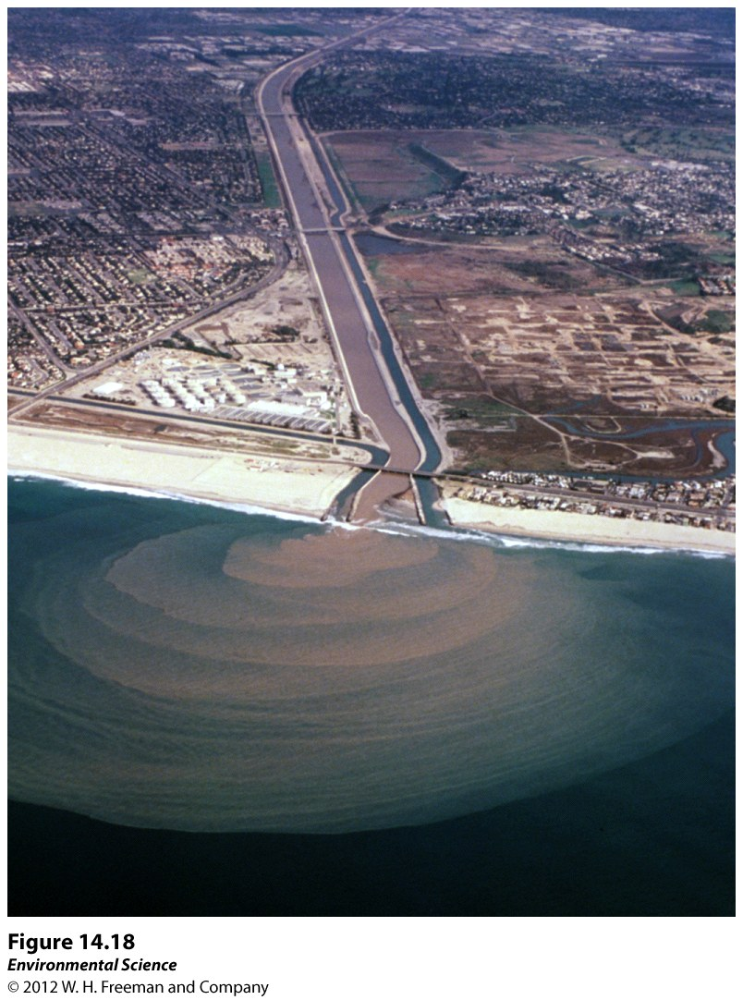 Figure 14.18
Environmental Science
© 2012 W. H. Freeman and Company